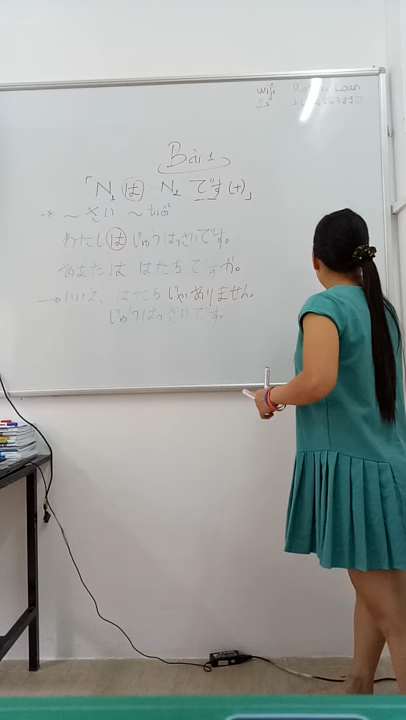 Wifi
Bài 1
「N₁ は N₂ です (+)」
~ さい ~ tuổi
わたし は じゅうはっさいです。
あなたは はたちですか。
→ いいえ、はたち じゃありません。
じゅうはっさいです。